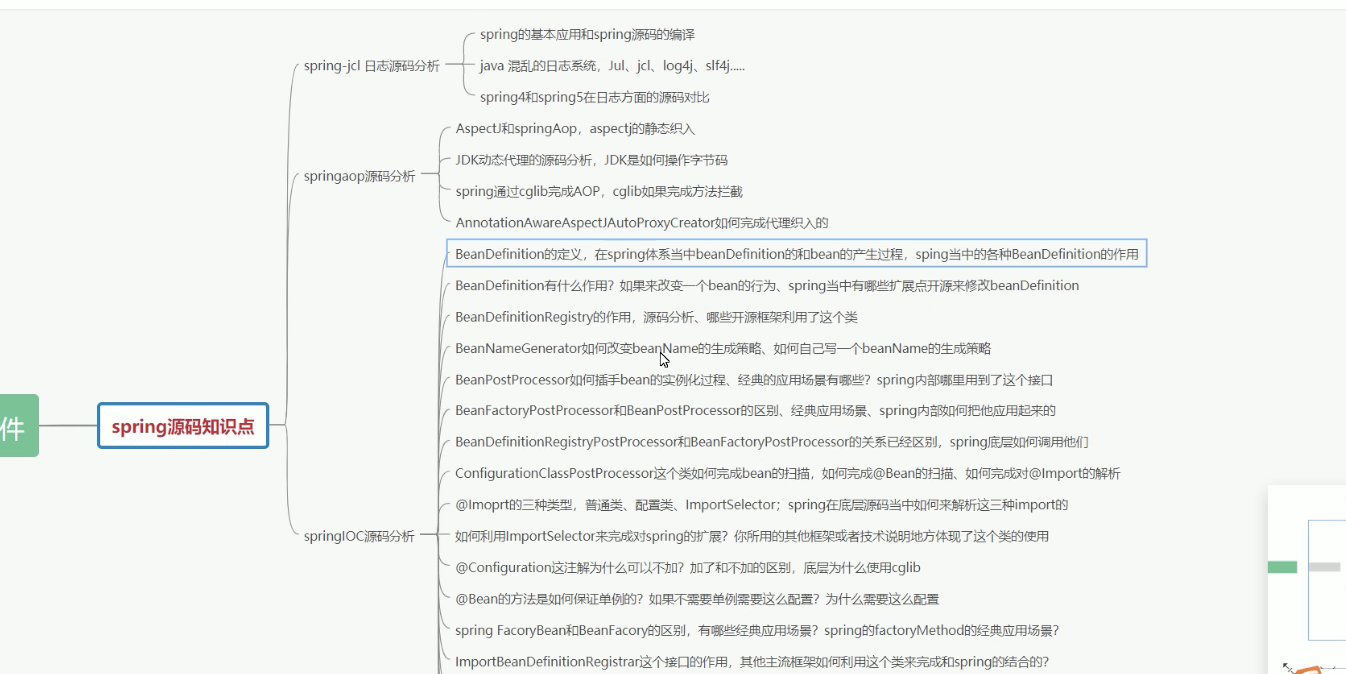 spring-jcl 日志源码分析
spring的基本应用和spring源码的编译
java 混乱的日志系统，Jul、jcl、log4j、slf4j.....
spring4和spring5在日志方面的源码对比
springaop源码分析
AspectJ和springAop，aspectj的静态织入
JDK动态代理的源码分析，JDK是如何操作字节码
spring通过cglib完成AOP，cglib如果完成方法拦截
AnnotationAwareAspectJAutoProxyCreator如何完成代理织入的
件
spring源码知识点
springIOC源码分析
BeanDefinition的定义，在spring体系当中beanDefinition的和bean的产生过程，sping当中的各种BeanDefinition的作用
BeanDefinition有什么作用？如果来改变一个bean的行为、spring当中有哪些扩展点开源来修改beanDefinition
BeanDefinitionRegistry的作用，源码分析、哪些开源框架利用了这个类
BeanNameGenerator如何改变beanName的生成策略、如何自己写一个beanName的生成策略
BeanPostProcessor如何插手bean的实例化过程、经典的应用场景有哪些？spring内部哪里用到了这个接口
BeanFactoryPostProcessor和BeanPostProcessor的区别、经典应用场景、spring内部如何把他应用起来的
BeanDefinitionRegistryPostProcessor和BeanFactoryPostProcessor的关系已经区别，spring底层如何调用他们
ConfigurationClassPostProcessor这个类如何完成bean的扫描，如何完成@Bean的扫描、如何完成对@Import的解析
@Imoprt的三种类型，普通类、配置类、ImportSelector；spring在底层源码当中如何来解析这三种import的
如何利用ImportSelector来完成对spring的扩展？你所用的其他框架或者技术说明地方体现了这个类的使用
@Configuration这注解为什么可以不加？加了和不加的区别，底层为什么使用cglib
@Bean的方法是如何保证单例的？如果不需要单例需要这么配置？为什么需要这么配置
spring FacoryBean和BeanFacory的区别，有哪些经典应用场景？spring的factoryMethod的经典应用场景？
ImportBeanDefinitionRegistrar这个接口的作用，其他主流框架如何利用这个类来完成和spring的结合的？